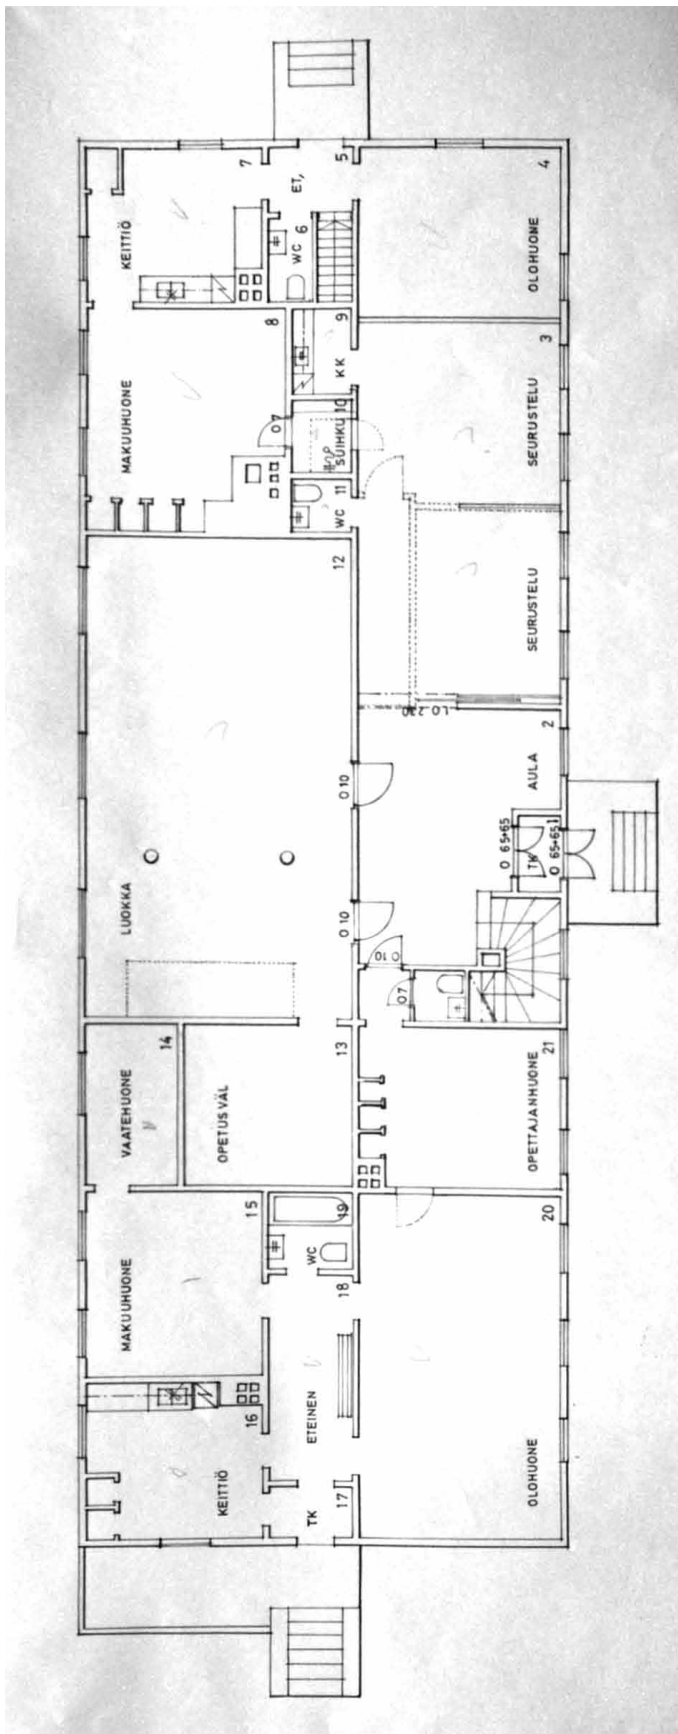 7
KEITTIÖ
5
ET,
6
WC
4
OLOHUONE
8
MAKUUHUONE
9
KK
3
SEURUSTELU
O 7
10
SUIHKU
11
WC
12
LUOKKA
SEURUSTELU
LO 230
2
AULA
O 10
O 10
O 10
O 65+65
TK
O 65+65
1
O 7
14
VAATEHUONE
13
OPETUSVÄL
21
OPETTAJANHUONE
15
MAKUUHUONE
19
WC
18
ETEINEN
20
OLOHUONE
16
KEITTIÖ
17
TK